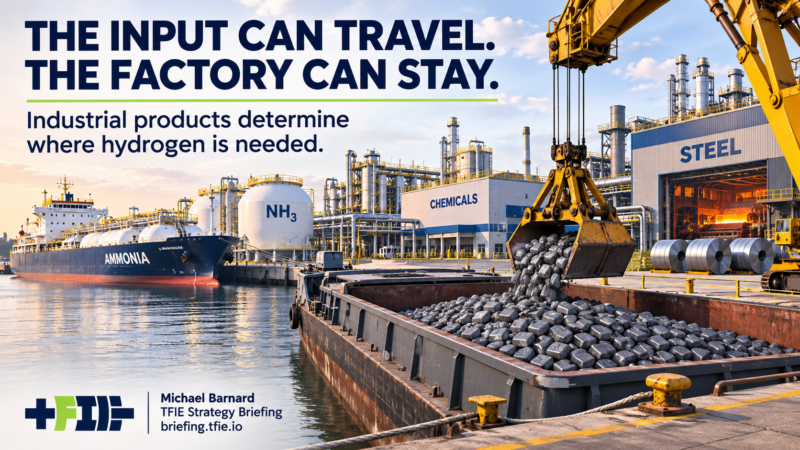 THE INPUT CAN TRAVEL.
THE FACTORY CAN STAY.
Industrial products determine
where hydrogen is needed.
AMMONIA
NH₃
CHEMICALS
STEEL
TFIE
Michael Barnard
TFIE Strategy Briefing
briefing.tfie.io